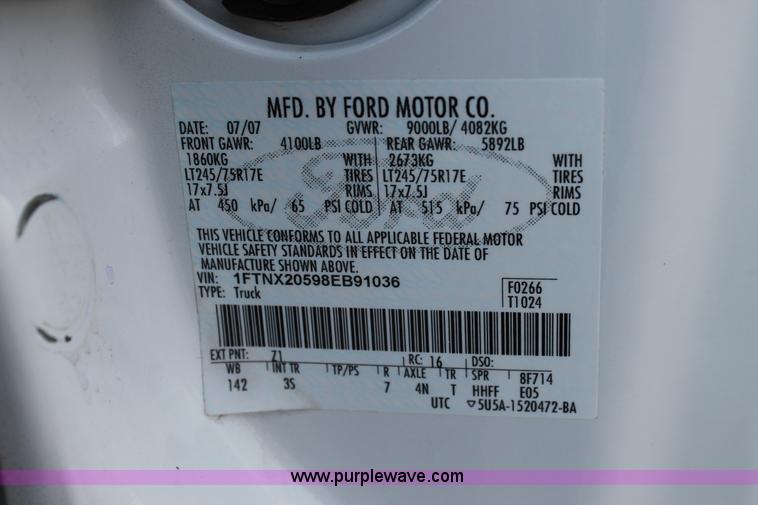 MFD. BY FORD MOTOR CO.
DATE: 07/07 GVWR: 9000LB/ 4082KG
FRONT GAWR: 4100LB REAR GAWR: 5892LB
1860KG WITH 2673KG WITH
LT245/75R17E TIRES LT245/75R17E TIRES
17x7.5J RIMS 17x7.5J RIMS
AT 450 kPa/ 65 PSI COLD AT 515 kPa/ 75 PSI COLD
Ford
THIS VEHICLE CONFORMS TO ALL APPLICABLE FEDERAL MOTOR
VEHICLE SAFETY STANDARDS IN EFFECT ON THE DATE OF
MANUFACTURE SHOWN ABOVE.
VIN: 1FTNX20598EB91036 F0266
TYPE: Truck T1024
EXT PNT: Z1 RC: 16 DSO:
WB INT TR TP/PS R AXLE TR SPR 8F714
142 3S 7 4N T HHFF E05
UTC ▽5U5A-1520472-BA
www.purplewave.com